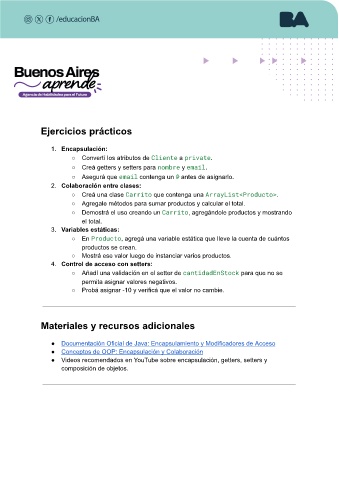 /educacionBA
BA
Buenos Aires
aprende
Agencia de Habilidades para el Futuro
Ejercicios prácticos
1. Encapsulación:
○ Convertí los atributos de Cliente a private.
○ Creá getters y setters para nombre y email.
○ Asegurá que email contenga un @ antes de asignarlo.
2. Colaboración entre clases:
○ Creá una clase Carrito que contenga una ArrayList<Producto>.
○ Agregale métodos para sumar productos y calcular el total.
○ Demostrá el uso creando un Carrito, agregándole productos y mostrando
el total.
3. Variables estáticas:
○ En Producto, agregá una variable estática que lleve la cuenta de cuántos
productos se crean.
○ Mostrá ese valor luego de instanciar varios productos.
4. Control de acceso con setters:
○ Añadí una validación en el setter de cantidadEnStock para que no se
permita asignar valores negativos.
○ Probá asignar -10 y verificá que el valor no cambie.
Materiales y recursos adicionales
● Documentación Oficial de Java: Encapsulamiento y Modificadores de Acceso
● Conceptos de OOP: Encapsulación y Colaboración
● Videos recomendados en YouTube sobre encapsulación, getters, setters y
composición de objetos.